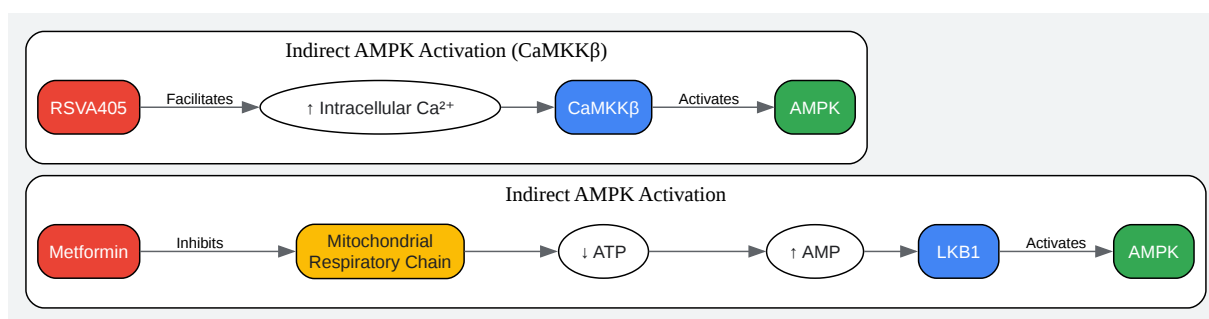 Indirect AMPK Activation (CaMKKβ)
RSVA405
Facilitates
↑ Intracellular Ca²⁺
CaMKKβ
Activates
AMPK
Indirect AMPK Activation
Metformin
Inhibits
Mitochondrial
Respiratory Chain
↓ ATP
↑ AMP
LKB1
Activates
AMPK